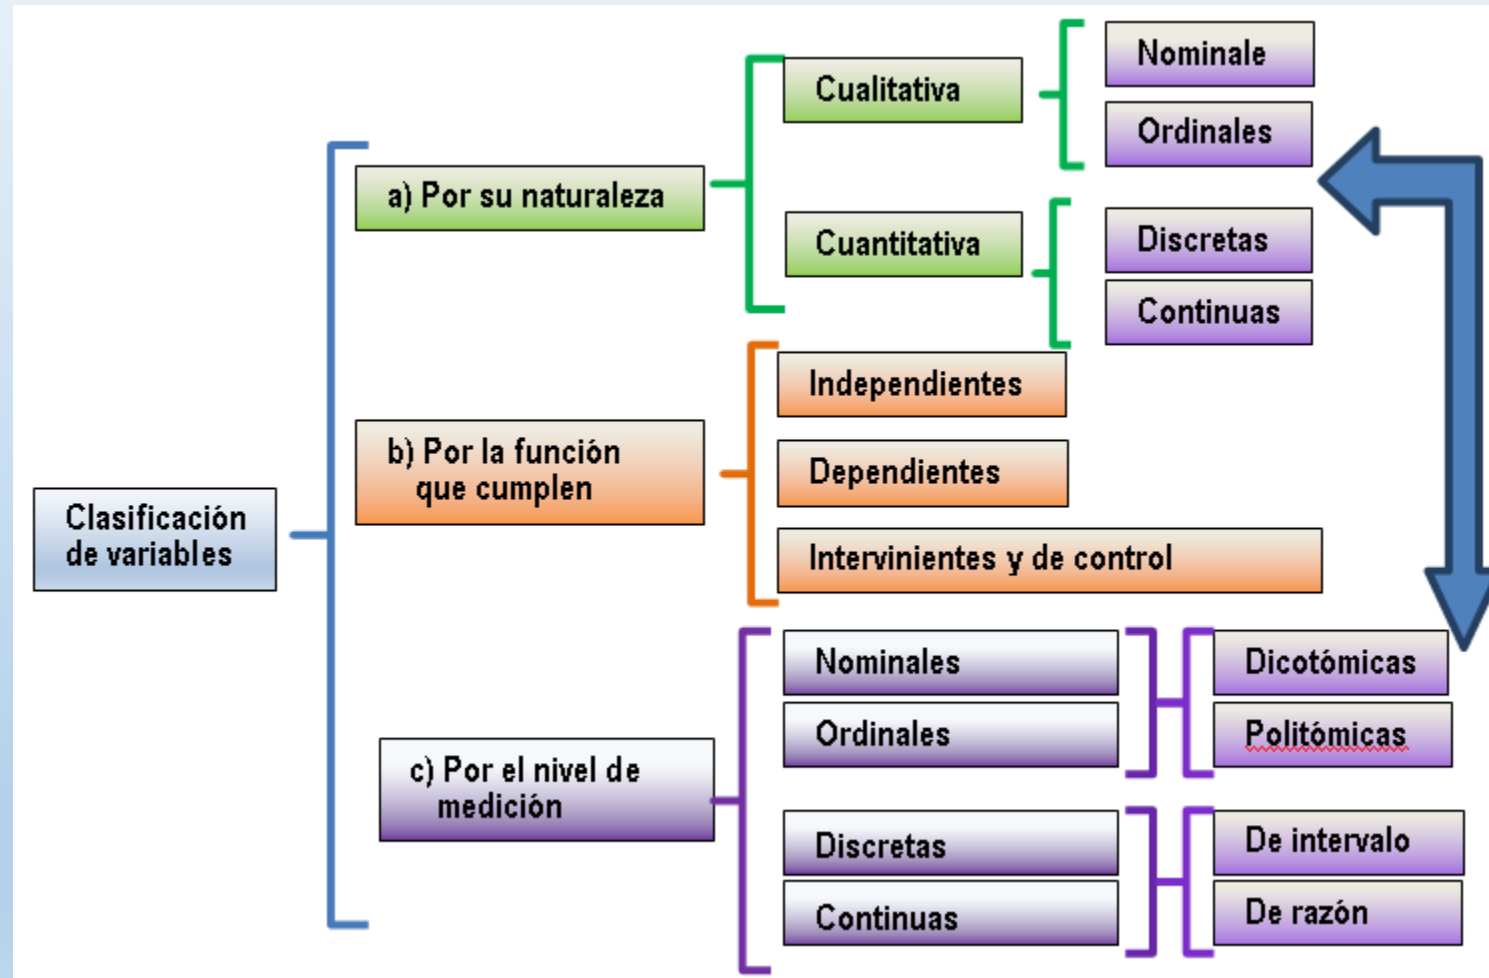 Clasificación
de variables
a) Por su naturaleza
Cualitativa
Nominale
Ordinales
Cuantitativa
Discretas
Continuas
b) Por la función
que cumplen
Independientes
Dependientes
Intervinientes y de control
c) Por el nivel de
medición
Nominales
Ordinales
Dicotómicas
Politómicas
Discretas
Continuas
De intervalo
De razón